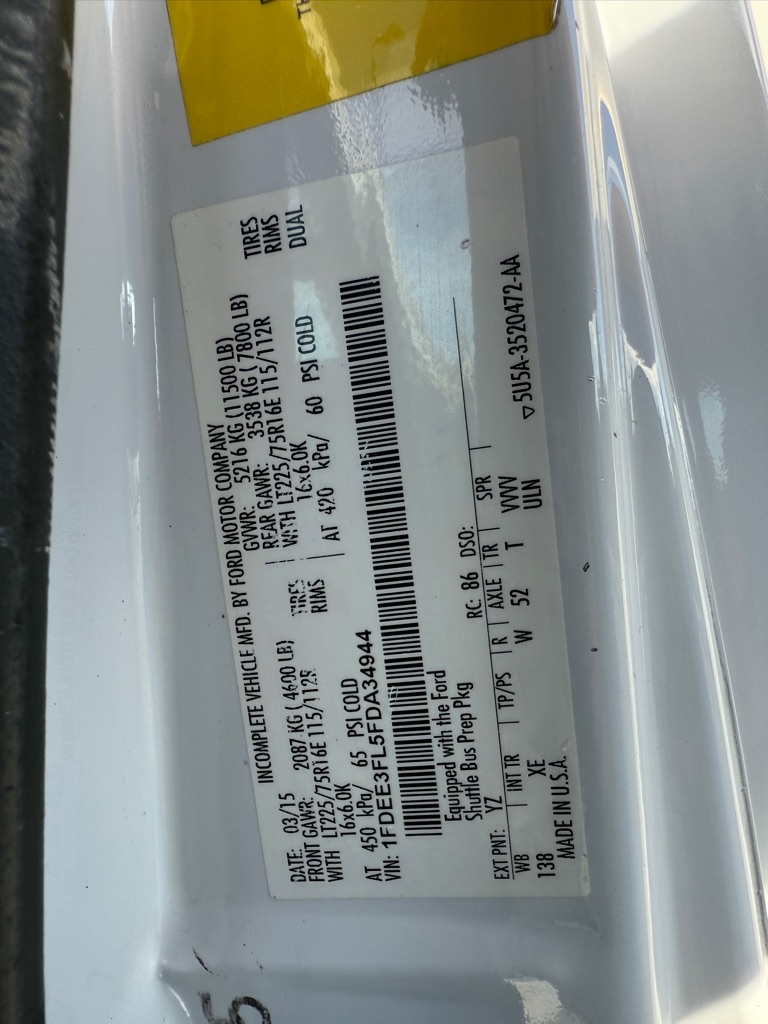 TH
INCOMPLETE VEHICLE MFD. BY FORD MOTOR COMPANY
DATE: 03/15 GVWR: 5216 KG (11500 LB)
FRONT GAWR: 2087 KG ( 4600 LB) REAR GAWR: 3538 KG ( 7800 LB)
WITH LT225/75R16E 115/112R TIRES WITH LT225/75R16E 115/112R TIRES
16x6.0K RIMS 16x6.0K RIMS
AT 450 kPa/ 65 PSI COLD AT 420 kPa/ 60 PSI COLD DUAL
VIN: 1FDEE3FL5FDA34944
Equipped with the Ford
Shuttle Bus Prep Pkg
RC: 86 DSO:
EXT PNT: YZ
WB INT TR TP/PS R AXLE TR SPR
138 XE W 52 T VVVV
MADE IN U.S.A. ULN
▽5U5A-3520472-AA